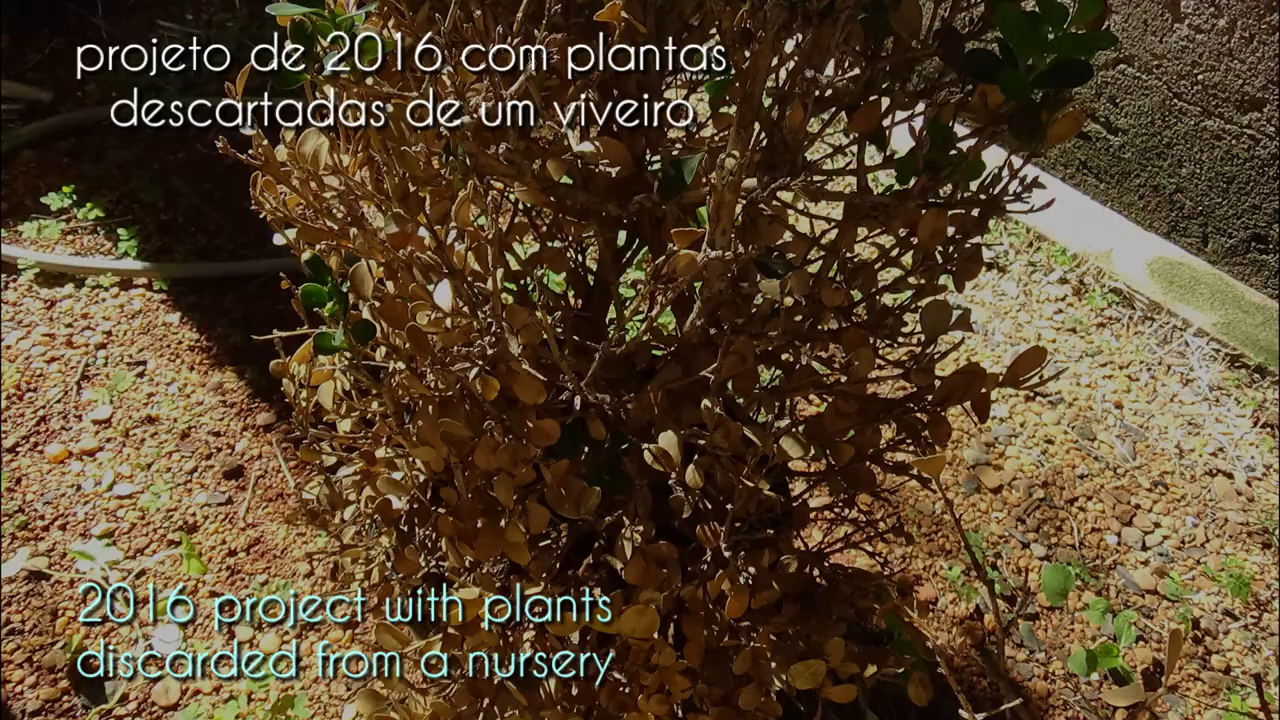 projeto de 2016 com plantas
descartadas de um viveiro
2016 project with plants
discarded from a nursery